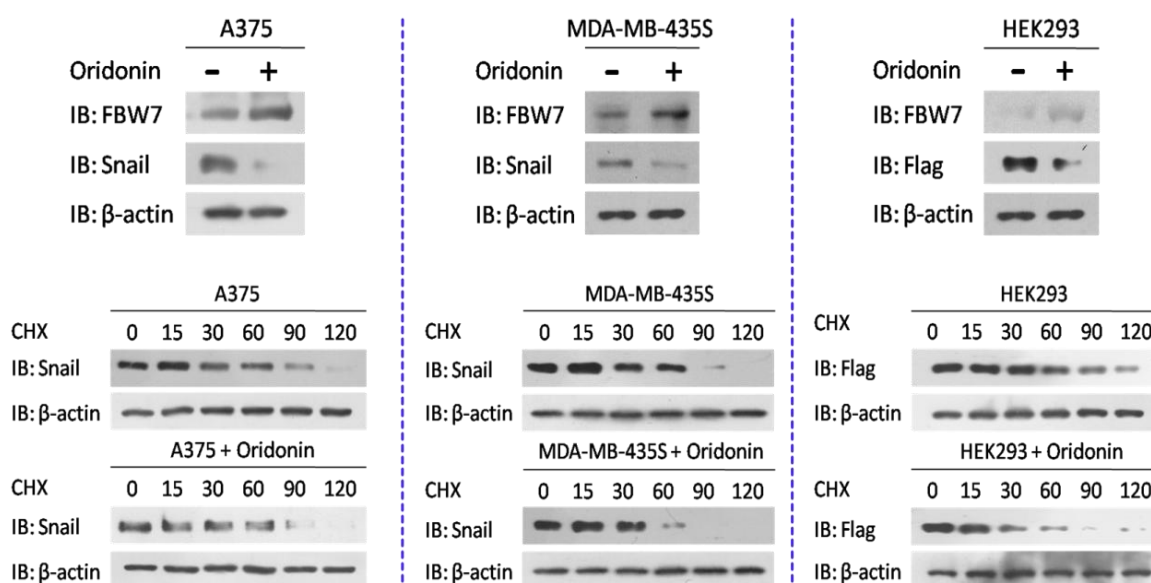 A375
Oridonin - +
IB: FBW7
IB: Snail
IB: β-actin
A375
CHX 0 15 30 60 90 120
IB: Snail
IB: β-actin
A375 + Oridonin
CHX 0 15 30 60 90 120
IB: Snail
IB: β-actin
MDA-MB-435S
Oridonin - +
IB: FBW7
IB: Snail
IB: β-actin
MDA-MB-435S
CHX 0 15 30 60 90 120
IB: Snail
IB: β-actin
MDA-MB-435S + Oridonin
CHX 0 15 30 60 90 120
IB: Snail
IB: β-actin
HEK293
Oridonin - +
IB: FBW7
IB: Flag
IB: β-actin
HEK293
CHX 0 15 30 60 90 120
IB: Flag
IB: β-actin
HEK293 + Oridonin
CHX 0 15 30 60 90 120
IB: Flag
IB: β-actin